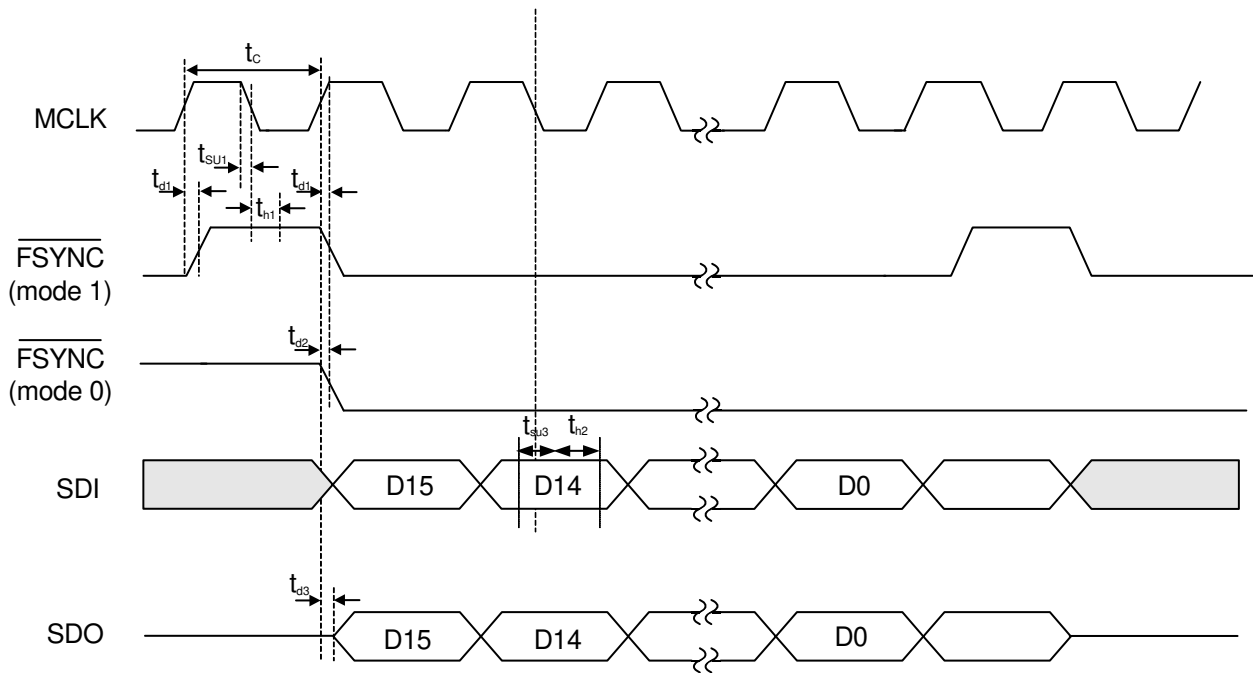 tC
MCLK
tSU1
td1
td1
th1
FSYNC
(mode 1)
td2
FSYNC
(mode 0)
tsu3
th2
SDI
D15
D14
D0
td3
SDO
D15
D14
D0